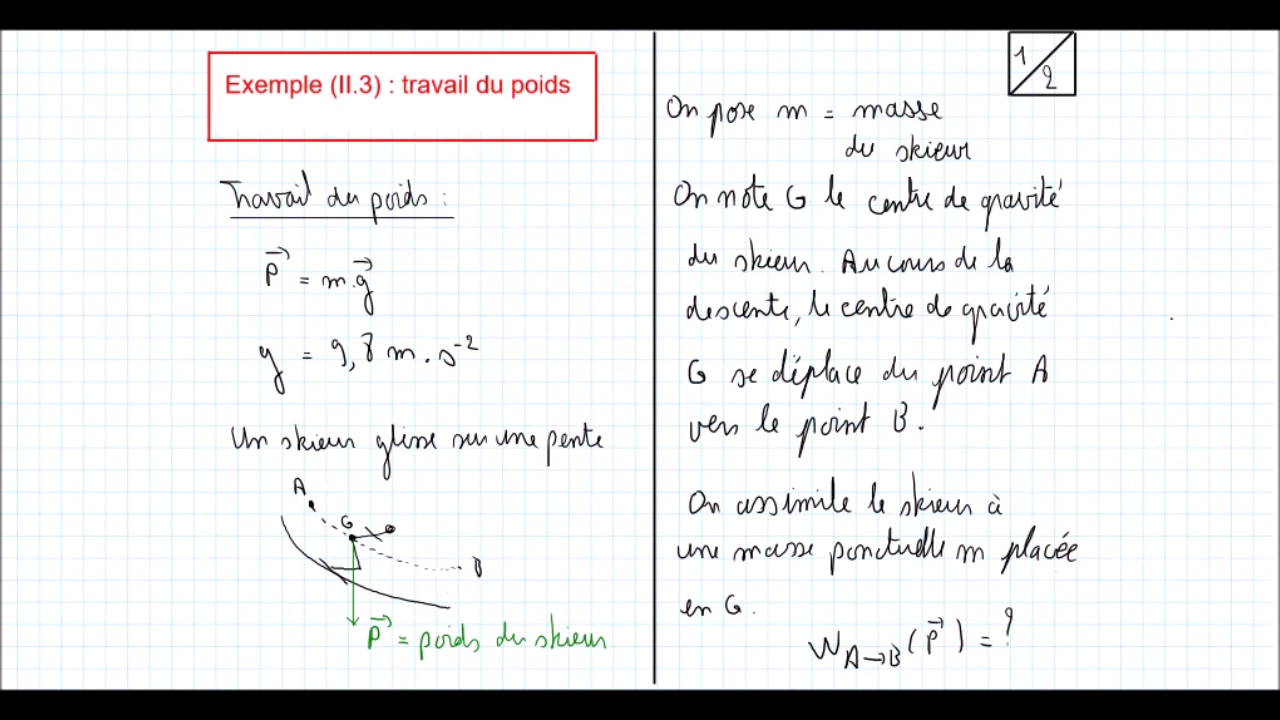 Exemple (II.3) : travail du poids
Travail du poids :
P = m.g
g = 9,8 m.s⁻²
Un skieur glisse sur une pente
A
G
B
P = poids du skieur
1/2
On pose m = masse
du skieur
On note G le centre de gravité
du skieur. Au cours de la
descente, le centre de gravité
G se déplace du point A
vers le point B.
On assimile le skieur à
une masse ponctuelle m placée
en G.
W A→B (P) = ?